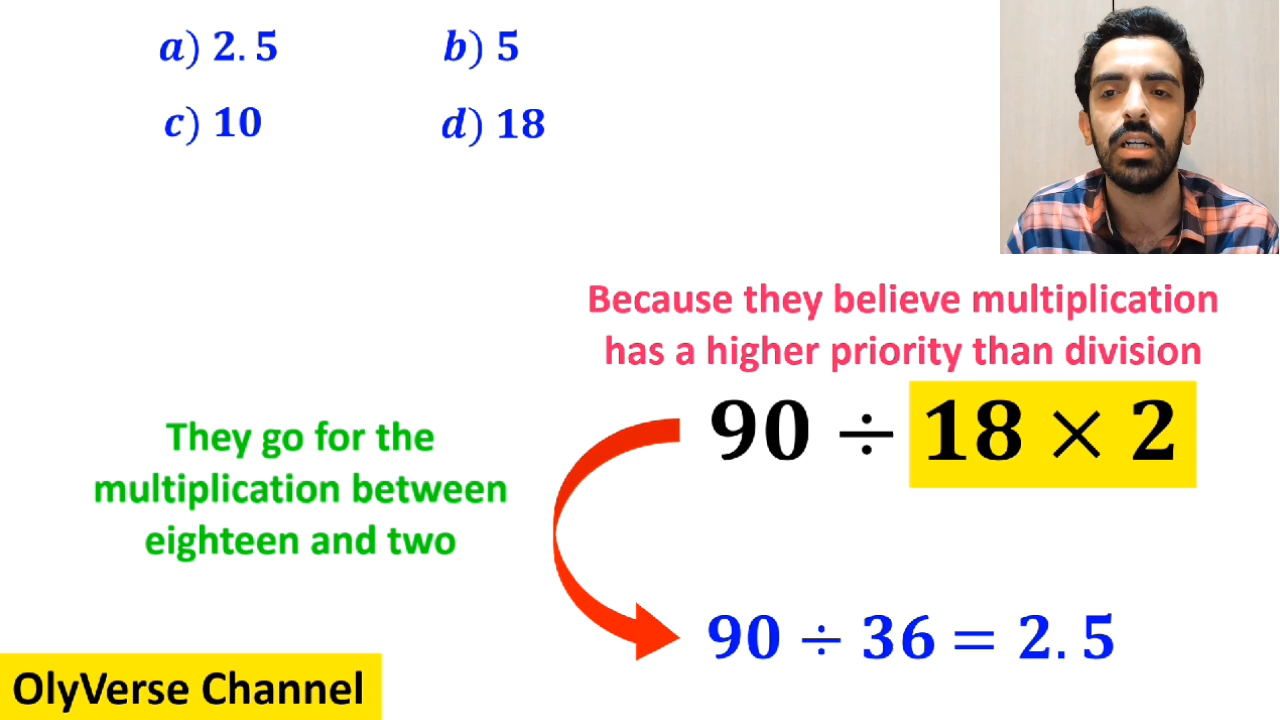 a) 2.5 b) 5
c) 10 d) 18
Because they believe multiplication
has a higher priority than division
90 ÷ 18 × 2
They go for the
multiplication between
eighteen and two
90 ÷ 36 = 2.5
OlyVerse Channel